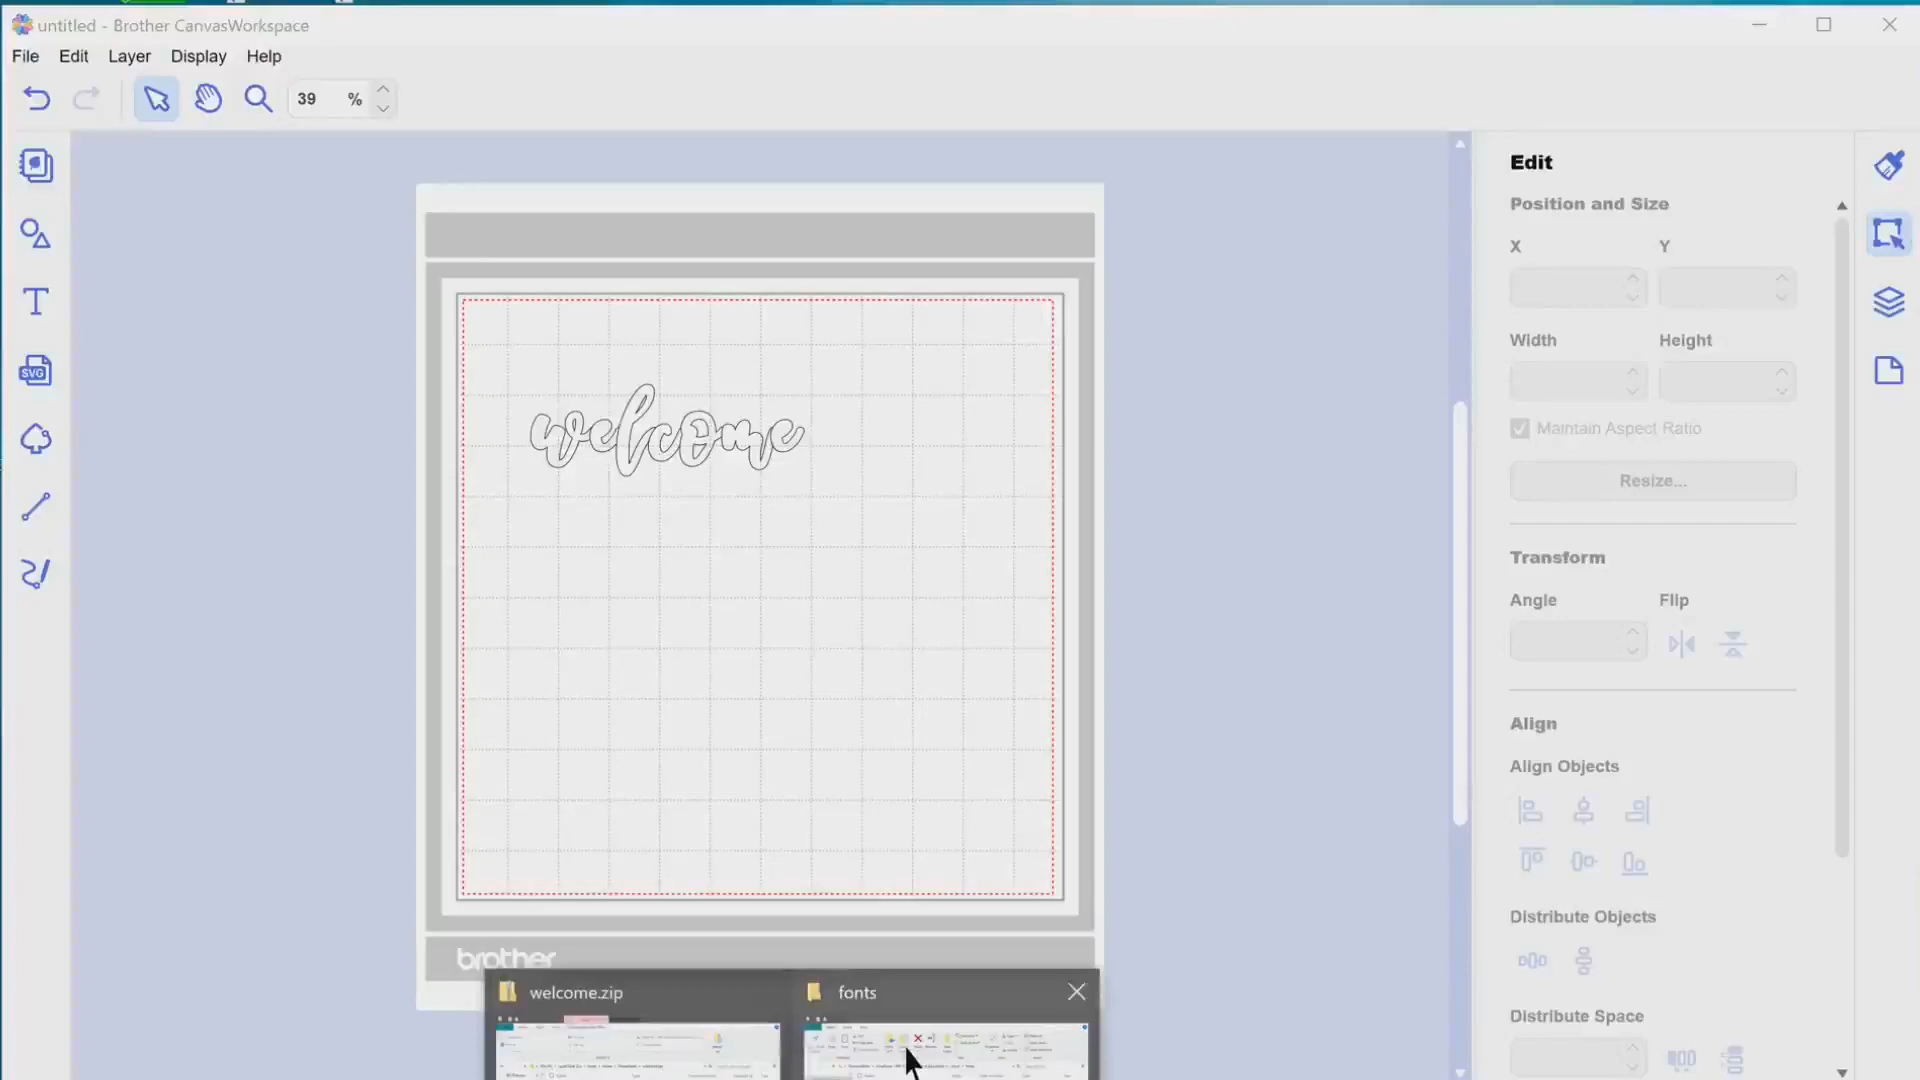 untitled - Brother CanvasWorkspace
File Edit Layer Display Help
39 %
Edit
Position and Size
X Y
Width Height
Maintain Aspect Ratio
Resize...
Transform
Angle Flip
Align
Align Objects
Distribute Objects
Distribute Space
SVG
welcome
brother
welcome.zip
fonts